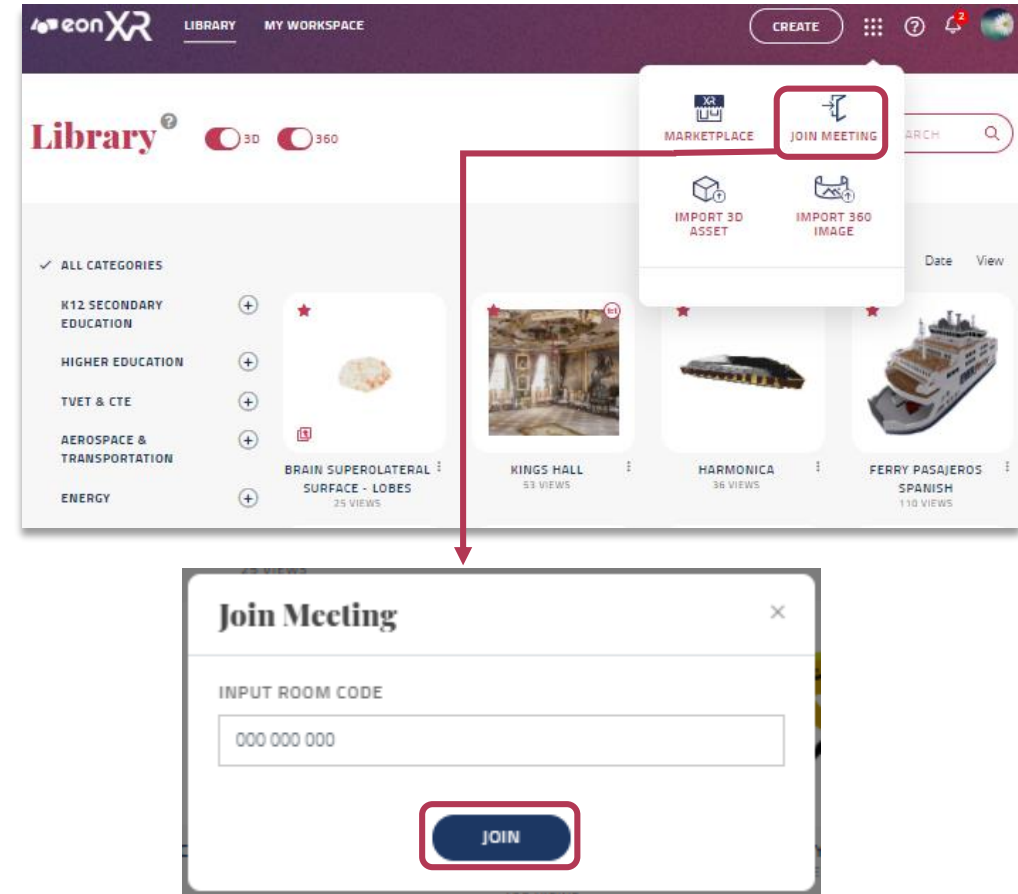 eonXR LIBRARY MY WORKSPACE CREATE 2
XR
MARKETPLACE JOIN MEETING
Library 3D 360
IMPORT 3D ASSET
IMPORT 360 IMAGE
Date View
ALL CATEGORIES
K12 SECONDARY
EDUCATION
HIGHER EDUCATION
TVET & CTE
AEROSPACE &
TRANSPORTATION
ENERGY
BRAIN SUPEROLATERAL
SURFACE - LOBES
25 VIEWS
KINGS HALL
53 VIEWS
HARMONICA
36 VIEWS
FERRY PASAJEROS
SPANISH
110 VIEWS
25 VIEWS
Join Meeting
INPUT ROOM CODE
000 000 000
JOIN